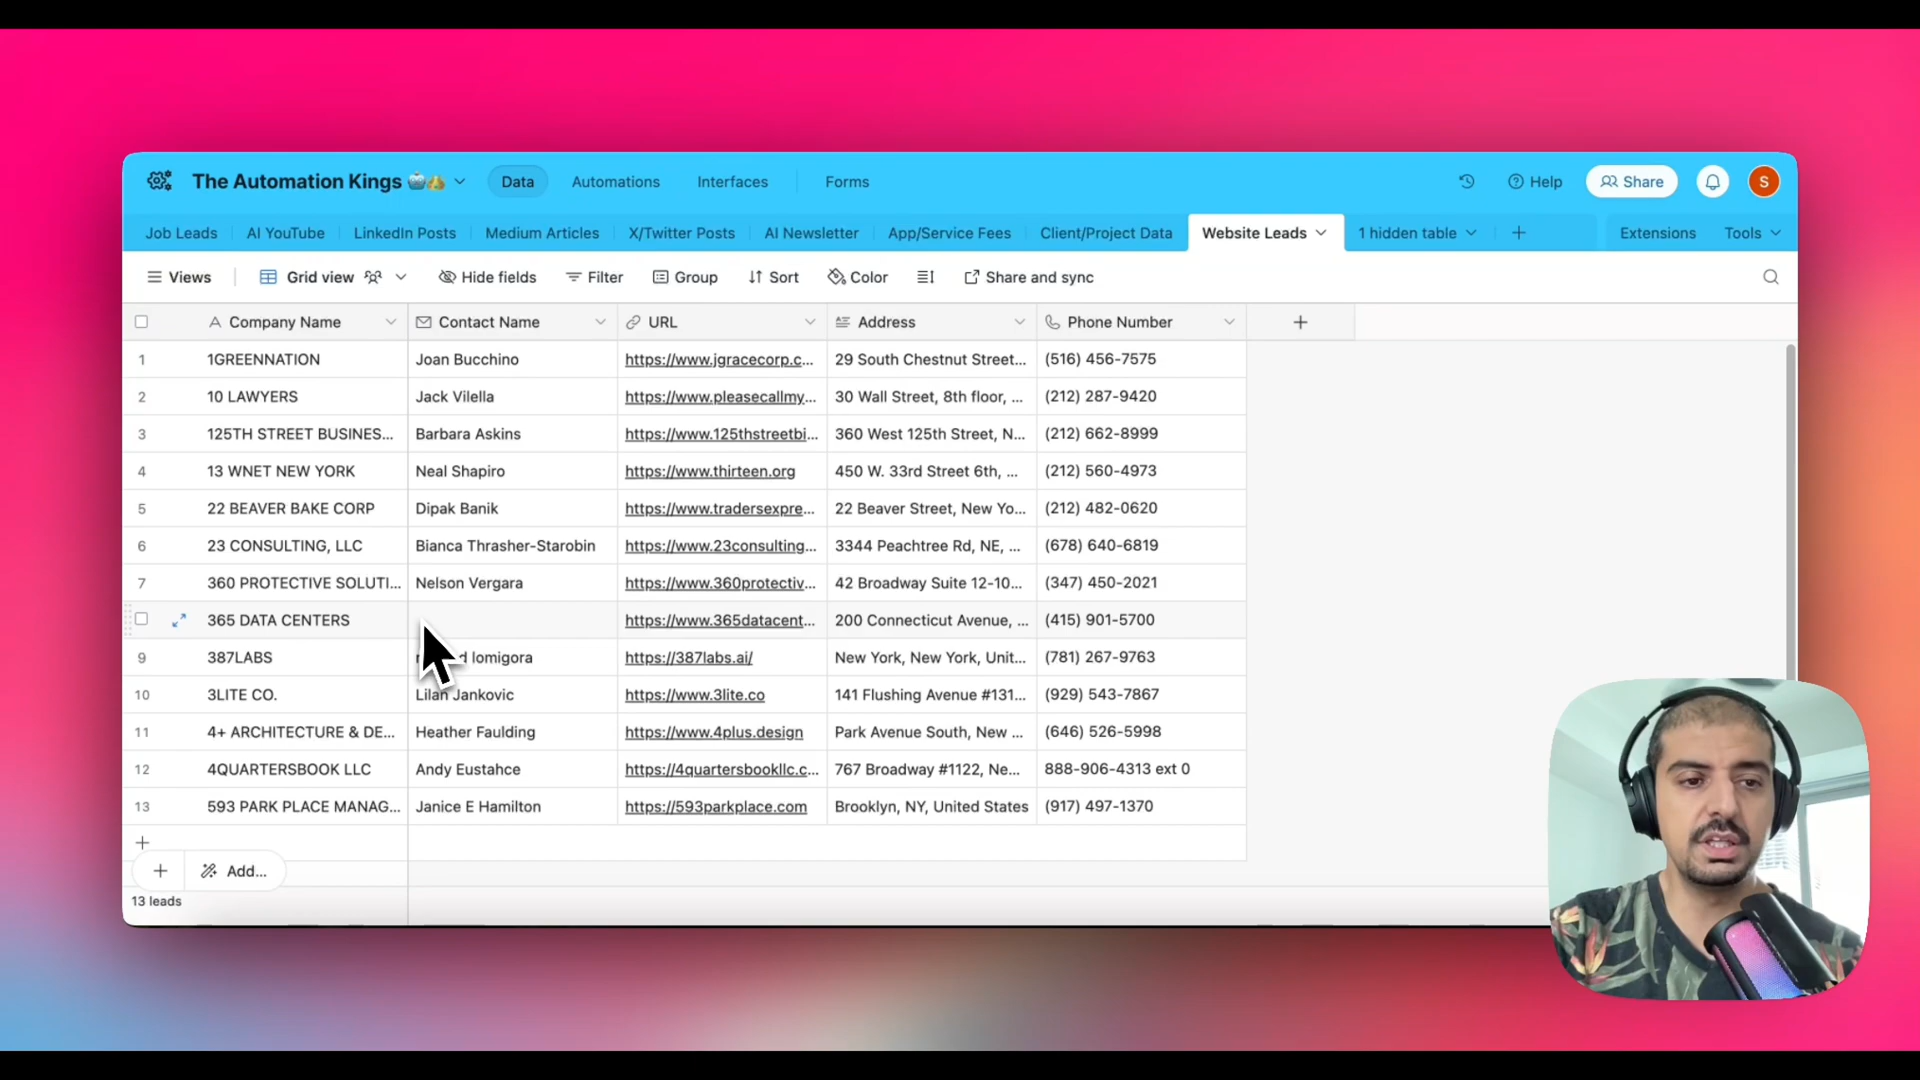 The Automation Kings
Data
Automations
Interfaces
Forms
Help
Share
S
Job Leads
AI YouTube
LinkedIn Posts
Medium Articles
X/Twitter Posts
AI Newsletter
App/Service Fees
Client/Project Data
Website Leads
1 hidden table
Extensions
Tools
Views
Grid view
Hide fields
Filter
Group
Sort
Color
Share and sync
Company Name Contact Name URL Address Phone Number
1 1GREENNATION Joan Bucchino https://www.jgracecorp.c... 29 South Chestnut Street... (516) 456-7575
2 10 LAWYERS Jack Vilella https://www.pleasecallmy... 30 Wall Street, 8th floor, ... (212) 287-9420
3 125TH STREET BUSINES... Barbara Askins https://www.125thstreetbi... 360 West 125th Street, N... (212) 662-8999
4 13 WNET NEW YORK Neal Shapiro https://www.thirteen.org 450 W. 33rd Street 6th, ... (212) 560-4973
5 22 BEAVER BAKE CORP Dipak Banik https://www.tradersexpre... 22 Beaver Street, New Yo... (212) 482-0620
6 23 CONSULTING, LLC Bianca Thrasher-Starobin https://www.23consulting... 3344 Peachtree Rd, NE, ... (678) 640-6819
7 360 PROTECTIVE SOLUTI... Nelson Vergara https://www.360protectiv... 42 Broadway Suite 12-10... (347) 450-2021
365 DATA CENTERS https://www.365datacent... 200 Connecticut Avenue, ... (415) 901-5700
9 387LABS Iomigora https://387labs.ai/ New York, New York, Unit... (781) 267-9763
10 3LITE CO. Lilah Jankovic https://www.3lite.co 141 Flushing Avenue #131... (929) 543-7867
11 4+ ARCHITECTURE & DE... Heather Faulding https://www.4plus.design Park Avenue South, New ... (646) 526-5998
12 4QUARTERSBOOK LLC Andy Eustahce https://4quartersbookllc.c... 767 Broadway #1122, Ne... 888-906-4313 ext 0
13 593 PARK PLACE MANAG... Janice E Hamilton https://593parkplace.com Brooklyn, NY, United States (917) 497-1370
Add...
13 leads